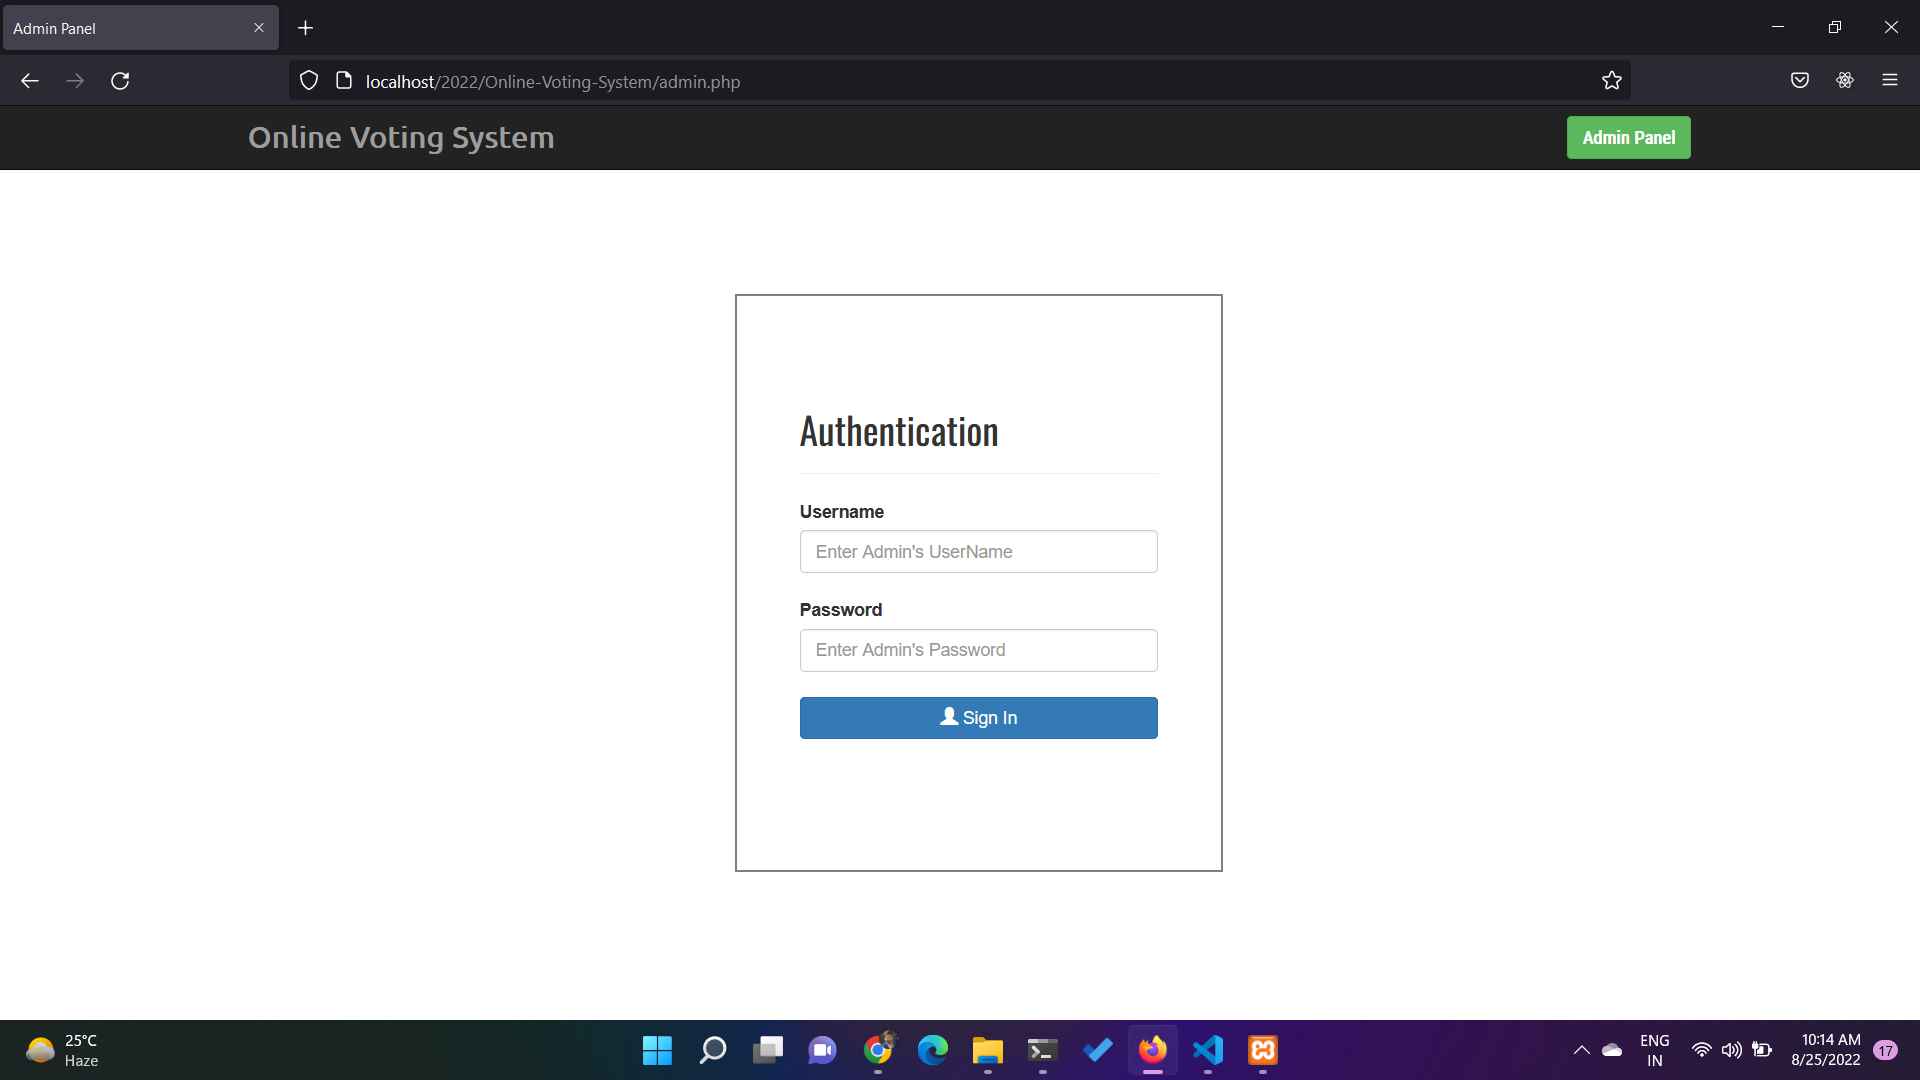 Admin Panel
localhost/2022/Online-Voting-System/admin.php
Online Voting System
Admin Panel
Authentication
Username
Enter Admin's UserName
Password
Enter Admin's Password
Sign In
25°C
Haze
ENG
IN
10:14 AM
8/25/2022
17